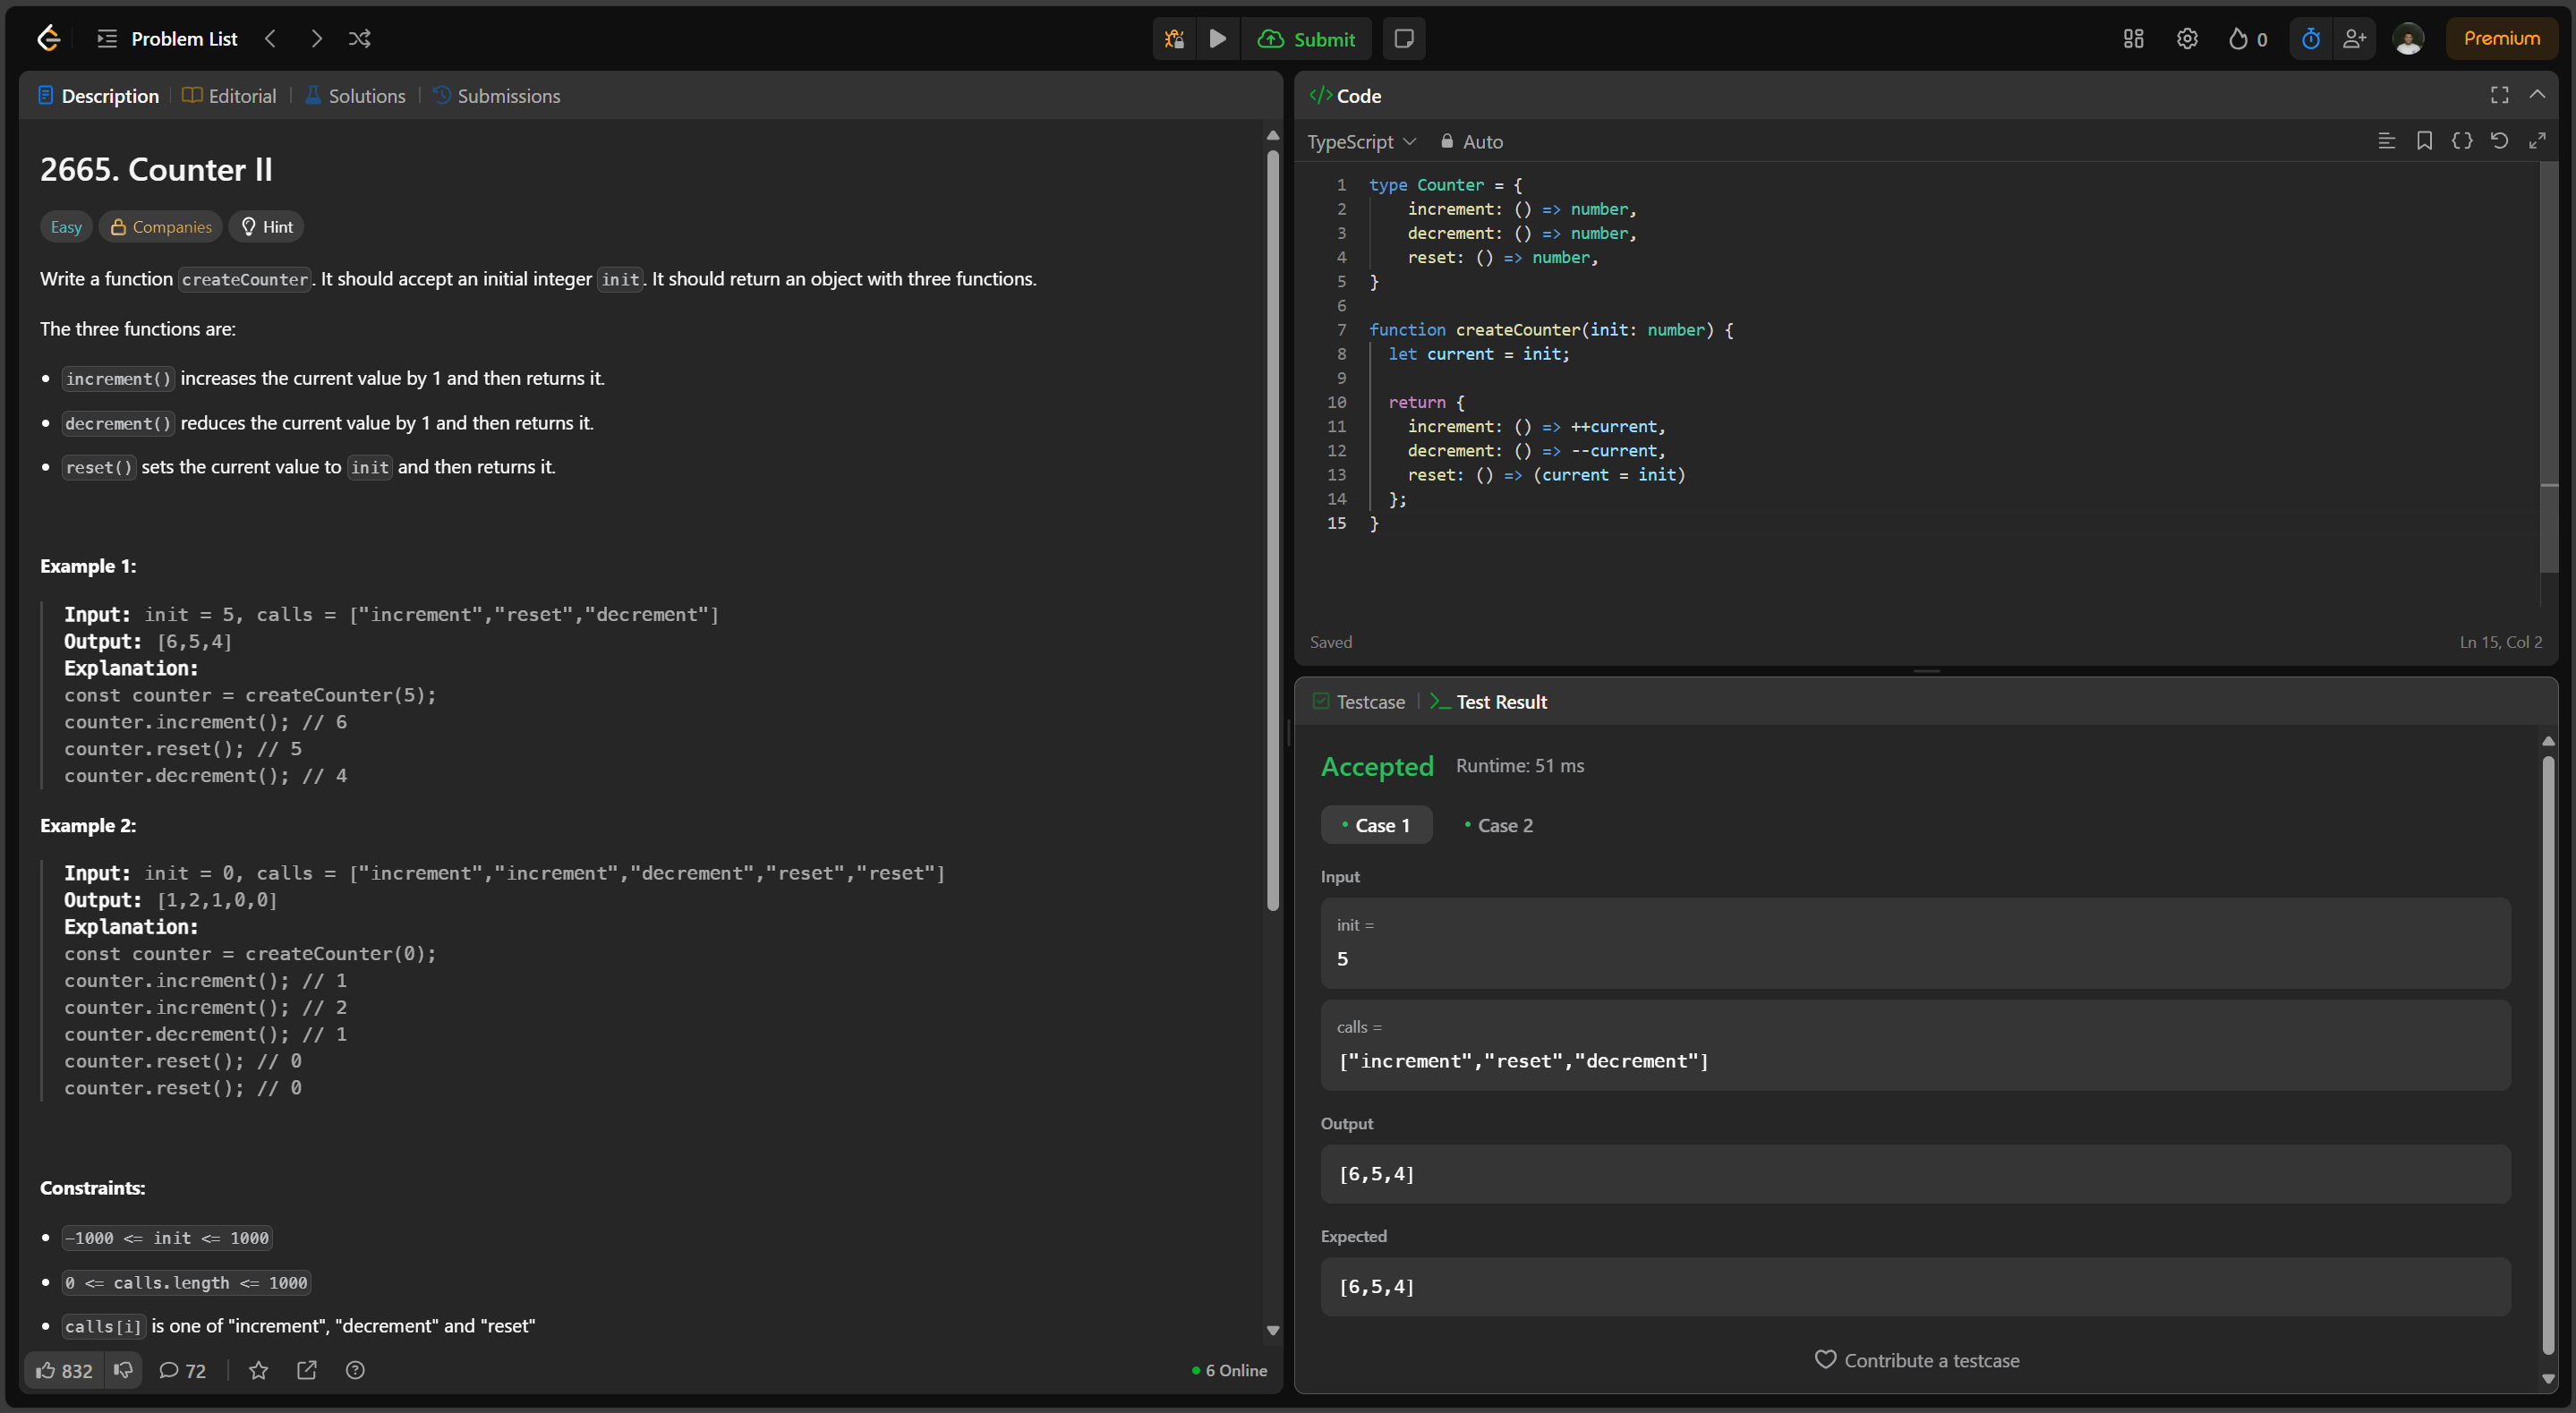 Problem List
Submit
0
Premium
Description
Editorial
Solutions
Submissions
2665. Counter II
Easy
Companies
Hint
Write a function createCounter. It should accept an initial integer init. It should return an object with three functions.
The three functions are:
• increment() increases the current value by 1 and then returns it.
• decrement() reduces the current value by 1 and then returns it.
• reset() sets the current value to init and then returns it.
Example 1:
Input: init = 5, calls = ["increment","reset","decrement"]
Output: [6,5,4]
Explanation:
const counter = createCounter(5);
counter.increment(); // 6
counter.reset(); // 5
counter.decrement(); // 4
Example 2:
Input: init = 0, calls = ["increment","increment","decrement","reset","reset"]
Output: [1,2,1,0,0]
Explanation:
const counter = createCounter(0);
counter.increment(); // 1
counter.increment(); // 2
counter.decrement(); // 1
counter.reset(); // 0
counter.reset(); // 0
Constraints:
• -1000 <= init <= 1000
• 0 <= calls.length <= 1000
• calls[i] is one of "increment", "decrement" and "reset"
832
72
6 Online
</> Code
TypeScript
Auto
1 type Counter = {
2     increment: () => number,
3     decrement: () => number,
4     reset: () => number,
5 }
6
7 function createCounter(init: number) {
8   let current = init;
9
10   return {
11     increment: () => ++current,
12     decrement: () => --current,
13     reset: () => (current = init)
14   };
15 }
Saved
Ln 15, Col 2
Testcase
Test Result
Accepted
Runtime: 51 ms
• Case 1
• Case 2
Input
init =
5
calls =
["increment","reset","decrement"]
Output
[6,5,4]
Expected
[6,5,4]
Contribute a testcase